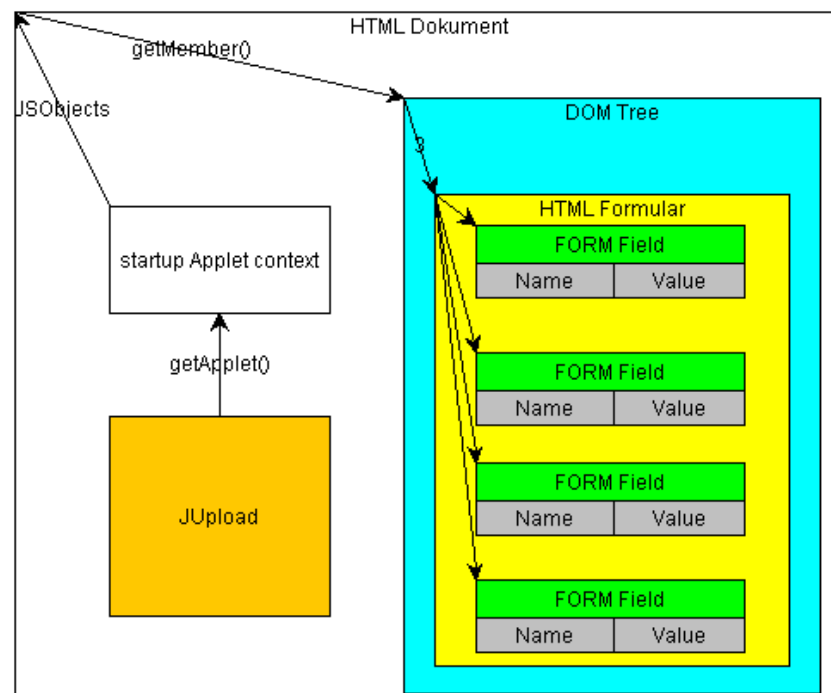 HTML Dokument
getMember()
JSObjects
DOM Tree
3
HTML Formular
startup Applet context
FORM Field
Name Value
getApplet()
FORM Field
Name Value
JUpload
FORM Field
Name Value
FORM Field
Name Value